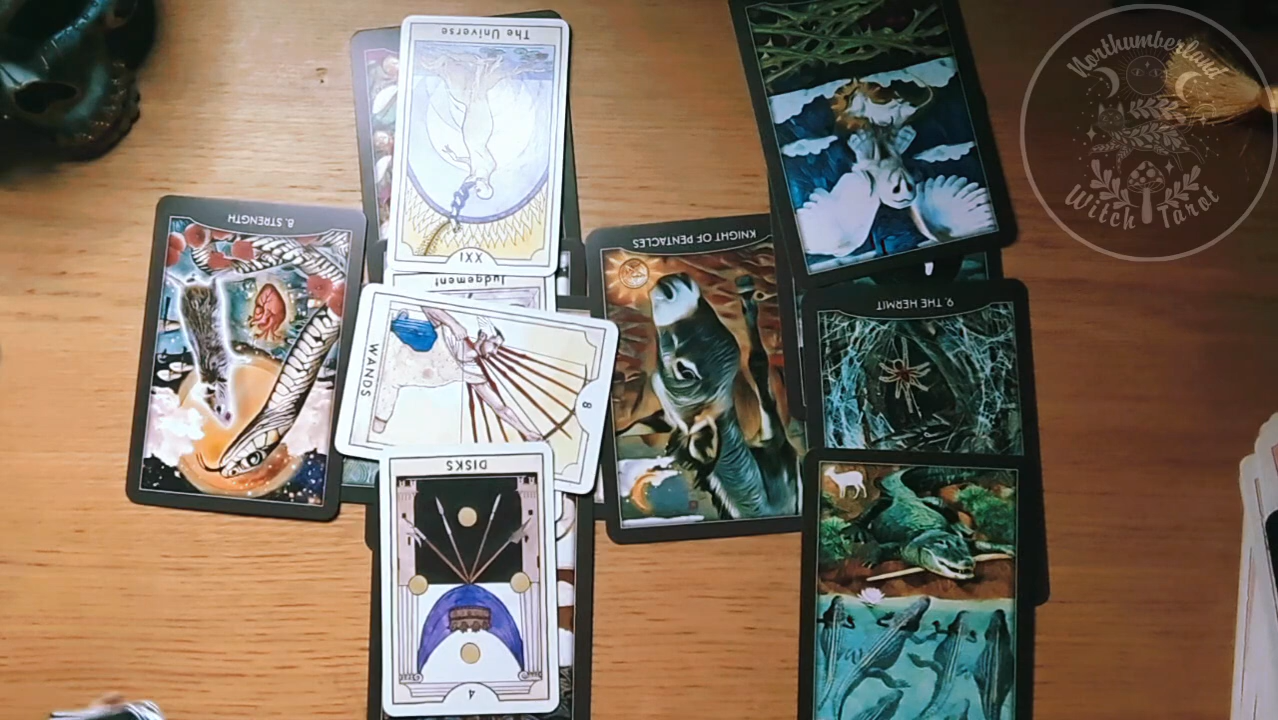 The Universe
XXI
Judgement
8. STRENGTH
WANDS
8
KNIGHT OF PENTACLES
9. THE HERMIT
DISKS
4
Northumberland
Witch Tarot